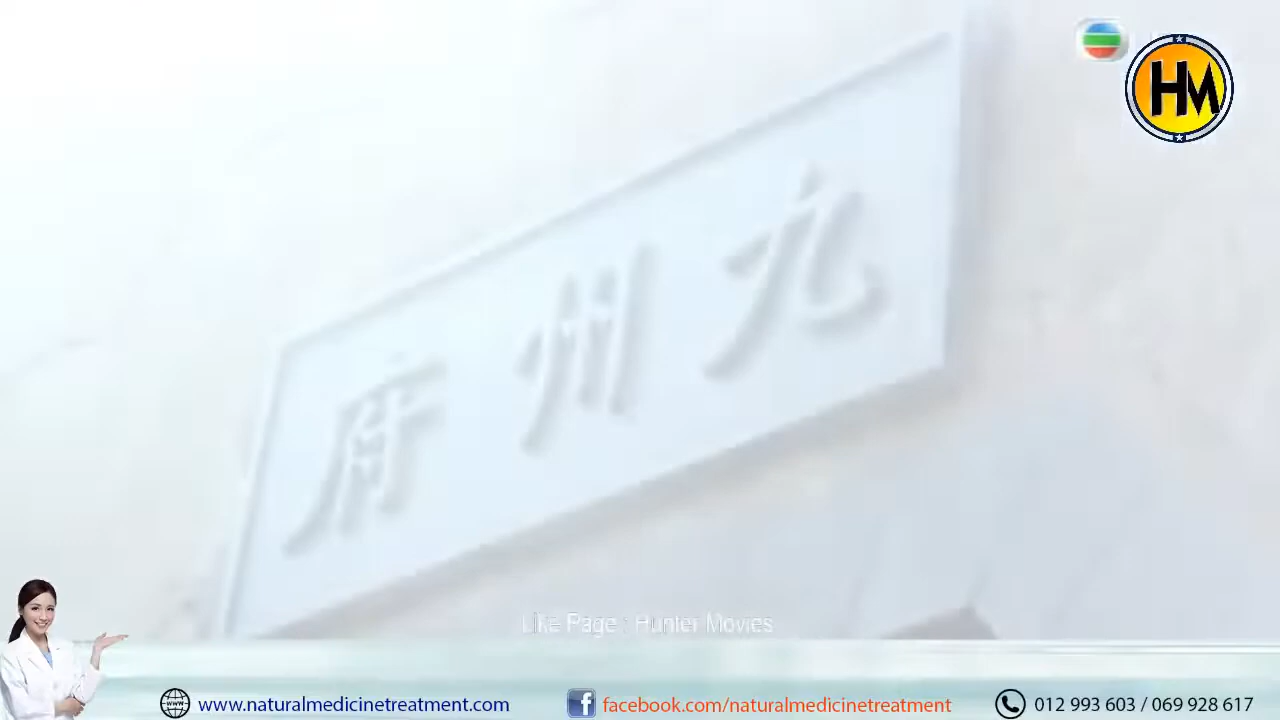 HM
府州九
Like Page : Hunter Movies
www.naturalmedicinetreatment.com
facebook.com/naturalmedicinetreatment
012 993 603 / 069 928 617